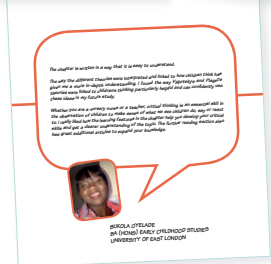 The chapter is written in a way that it is easy to understand.
The way the different theories were interpreted and linked to how children think has
given me a more in-depth understanding. I found the way Vygotsky's and Piaget's
theories were linked to children's thinking particularly helpful and can confidently use
these ideas in my future study.
Whether you are a nursery nurse or a teacher, critical thinking is an essential skill in
the observation of children to make sense of what we see children do, say or react
to. I really liked how the learning features in the chapter help you develop your critical
skills and get a clearer understanding of the topic. The further reading section also
has great additional articles to expand your knowledge.
BUKOLA OYELADE
BA (HONS) EARLY CHILDHOOD STUDIES
UNIVERSITY OF EAST LONDON